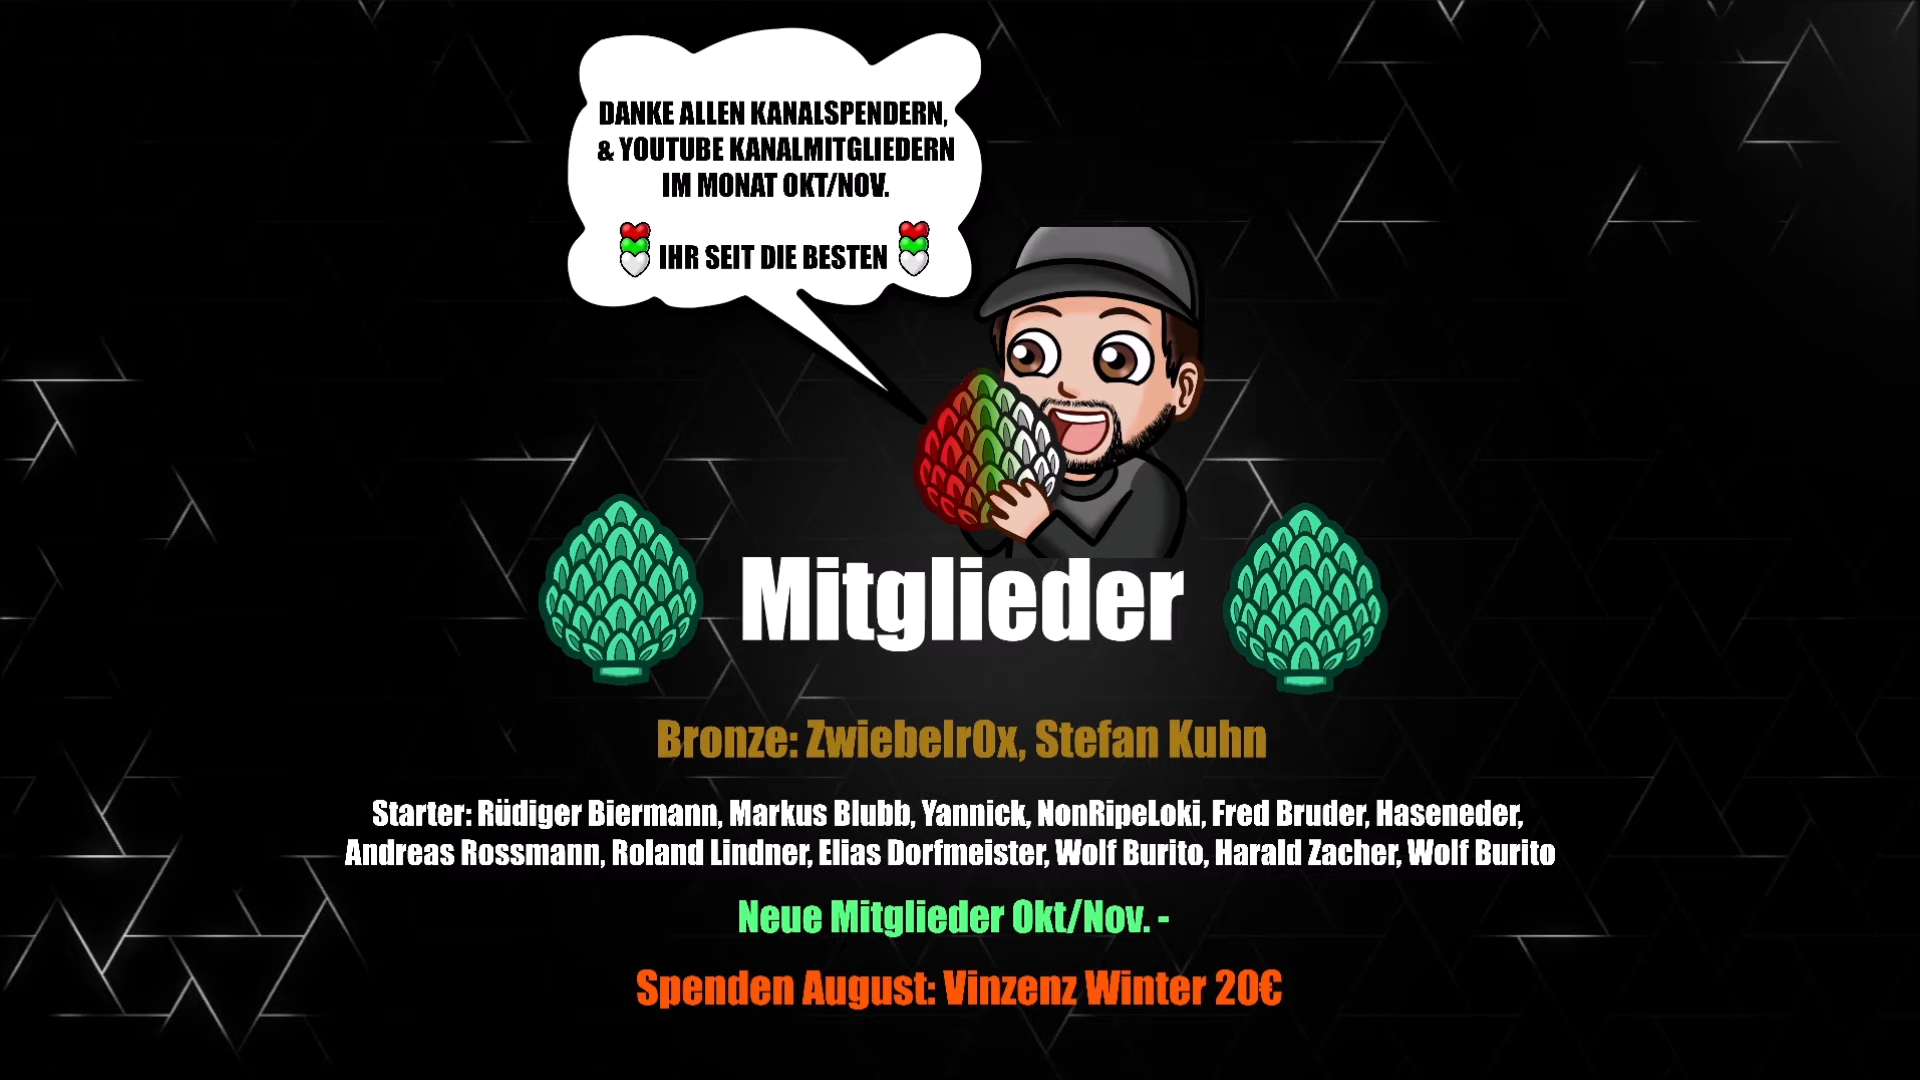 DANKE ALLEN KANALSPENDERN,
& YOUTUBE KANALMITGLIEDERN
IM MONAT OKT/NOV.
IHR SEIT DIE BESTEN
Mitglieder
Bronze: Zwiebelr0x, Stefan Kuhn
Starter: Rüdiger Biermann, Markus Blubb, Yannick, NonRipeLoki, Fred Bruder, Haseneder,
Andreas Rossmann, Roland Lindner, Elias Dorfmeister, Wolf Burito, Harald Zacher, Wolf Burito
Neue Mitglieder Okt/Nov. -
Spenden August: Vinzenz Winter 20€